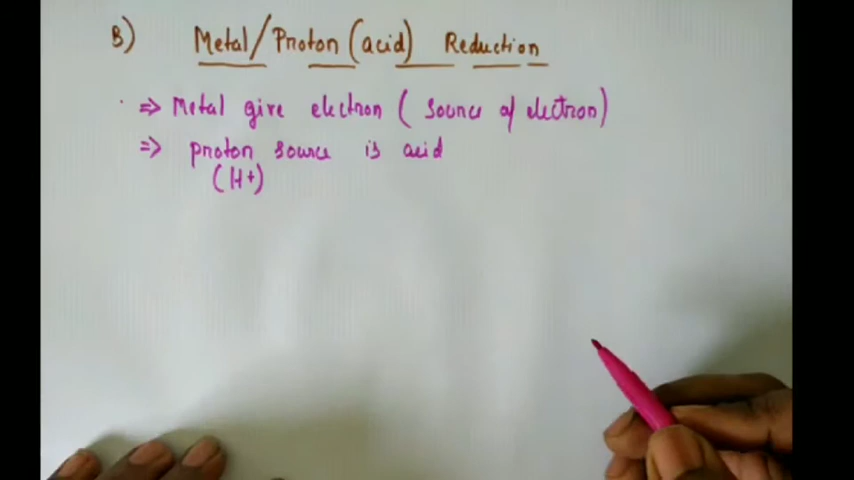 B) Metal/Proton (acid) Reduction
⇒ Metal give electron (source of electron)
⇒ proton source is acid
(H+)